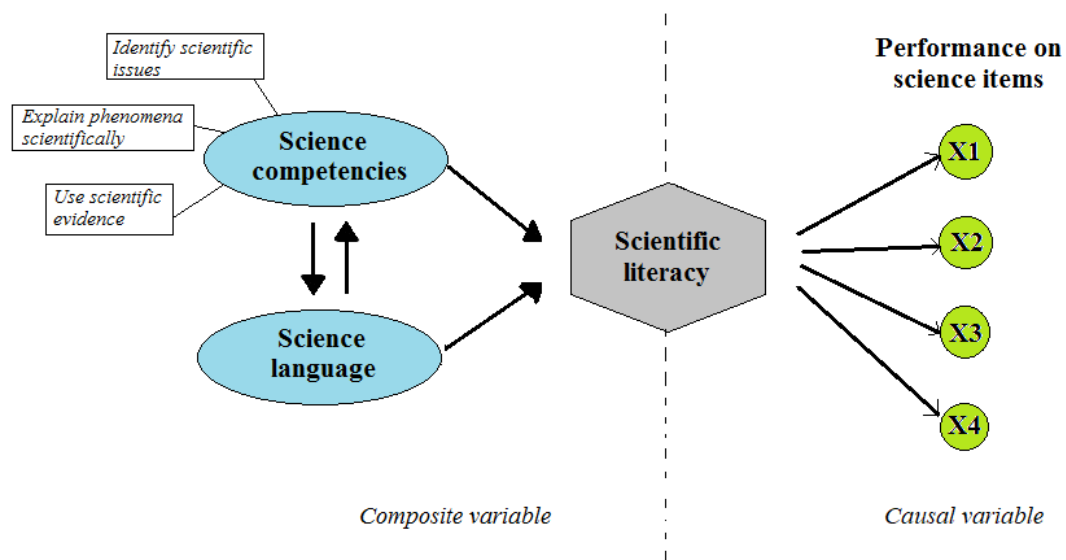 Identify scientific
issues
Explain phenomena
scientifically
Use scientific
evidence
Science
competencies
Science
language
Scientific
literacy
Performance on
science items
X1
X2
X3
X4
Composite variable
Causal variable